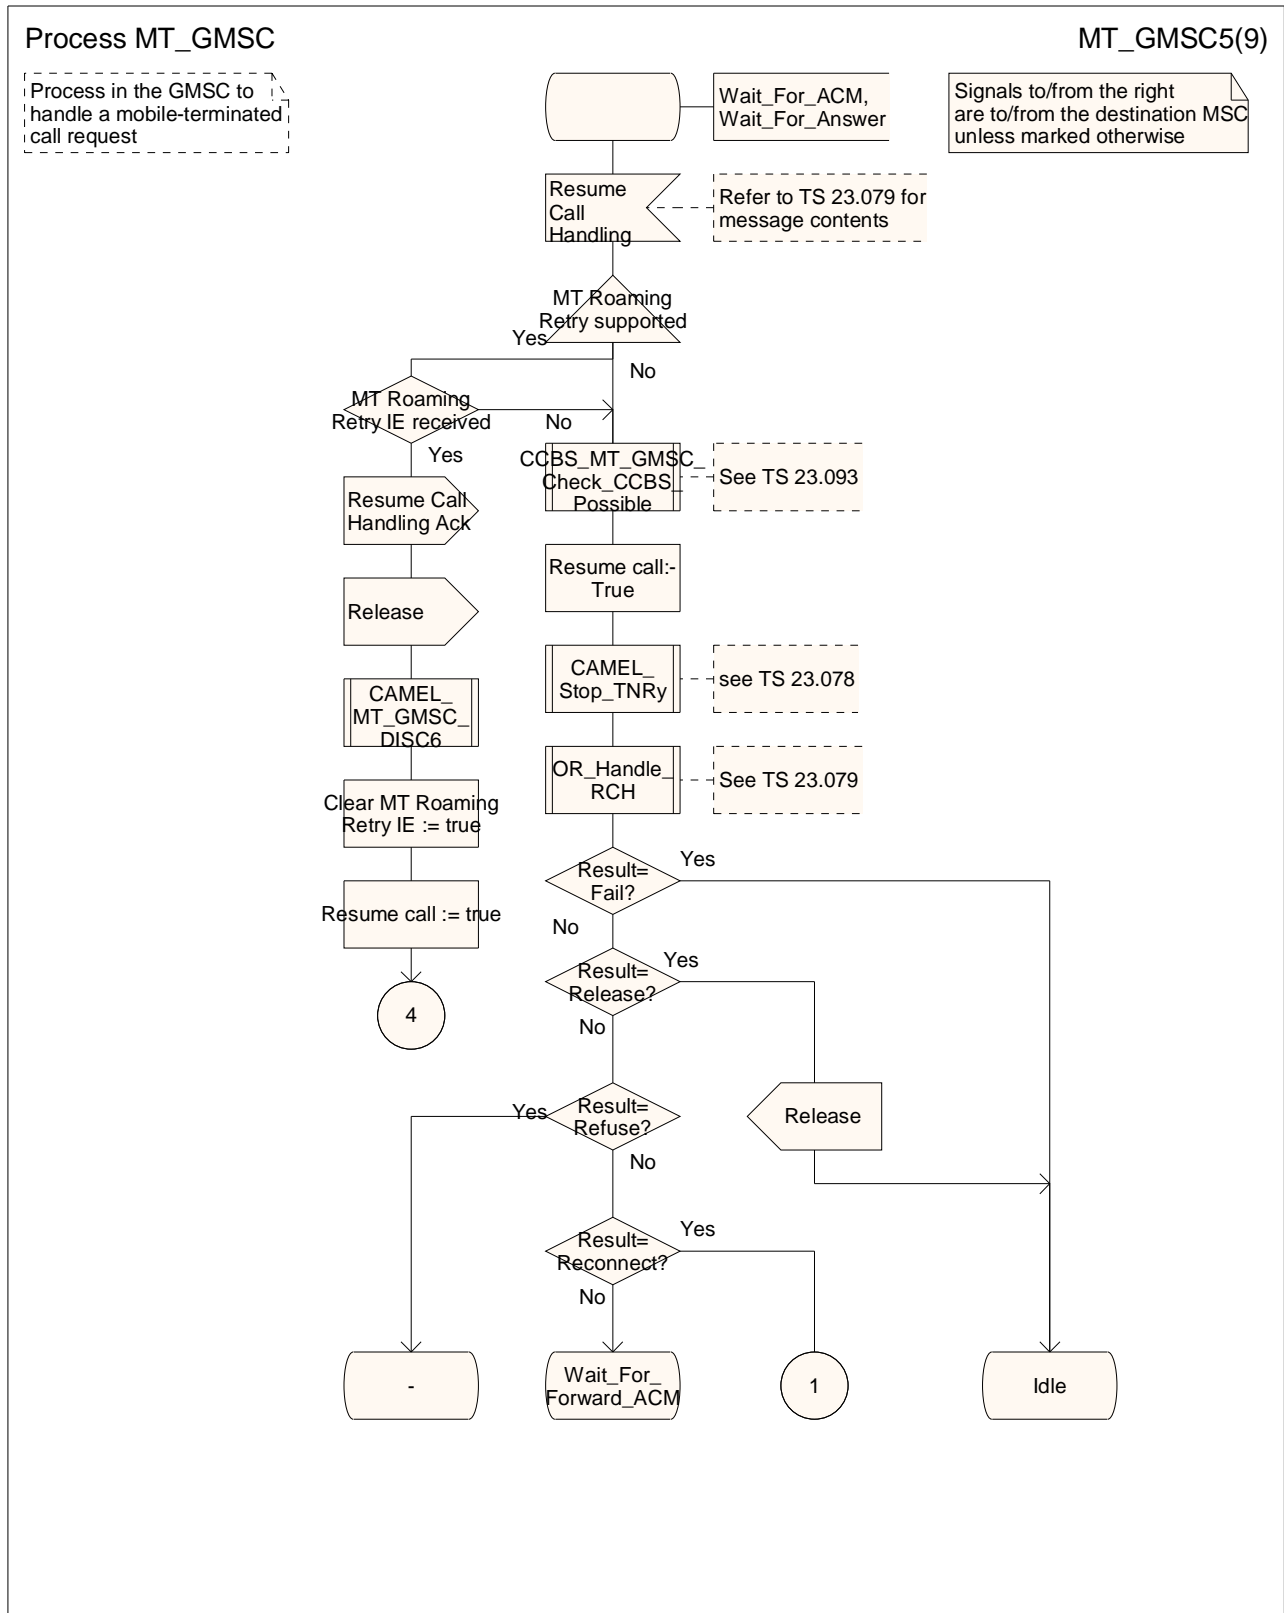 Process MT_GMSC
MT_GMSC5(9)
Process in the GMSC to
handle a mobile-terminated
call request
Wait_For_ACM,
Wait_For_Answer
Signals to/from the right
are to/from the destination MSC
unless marked otherwise
Resume
Call
Handling
Refer to TS 23.079 for
message contents
MT Roaming
Retry supported
Yes
No
MT Roaming
Retry IE received
No
Yes
CCBS_MT_GMSC_
Check_CCBS_
Possible
See TS 23.093
Resume Call
Handling Ack
Resume call:-
True
Release
CAMEL_
Stop_TNRy
see TS 23.078
CAMEL_
MT_GMSC_
DISC6
OR_Handle_
RCH
See TS 23.079
Clear MT Roaming
Retry IE := true
Result=
Fail?
Yes
No
Resume call := true
Result=
Release?
Yes
No
4
Result=
Refuse?
Yes
No
Release
Result=
Reconnect?
Yes
No
-
Wait_For_
Forward_ACM
1
Idle